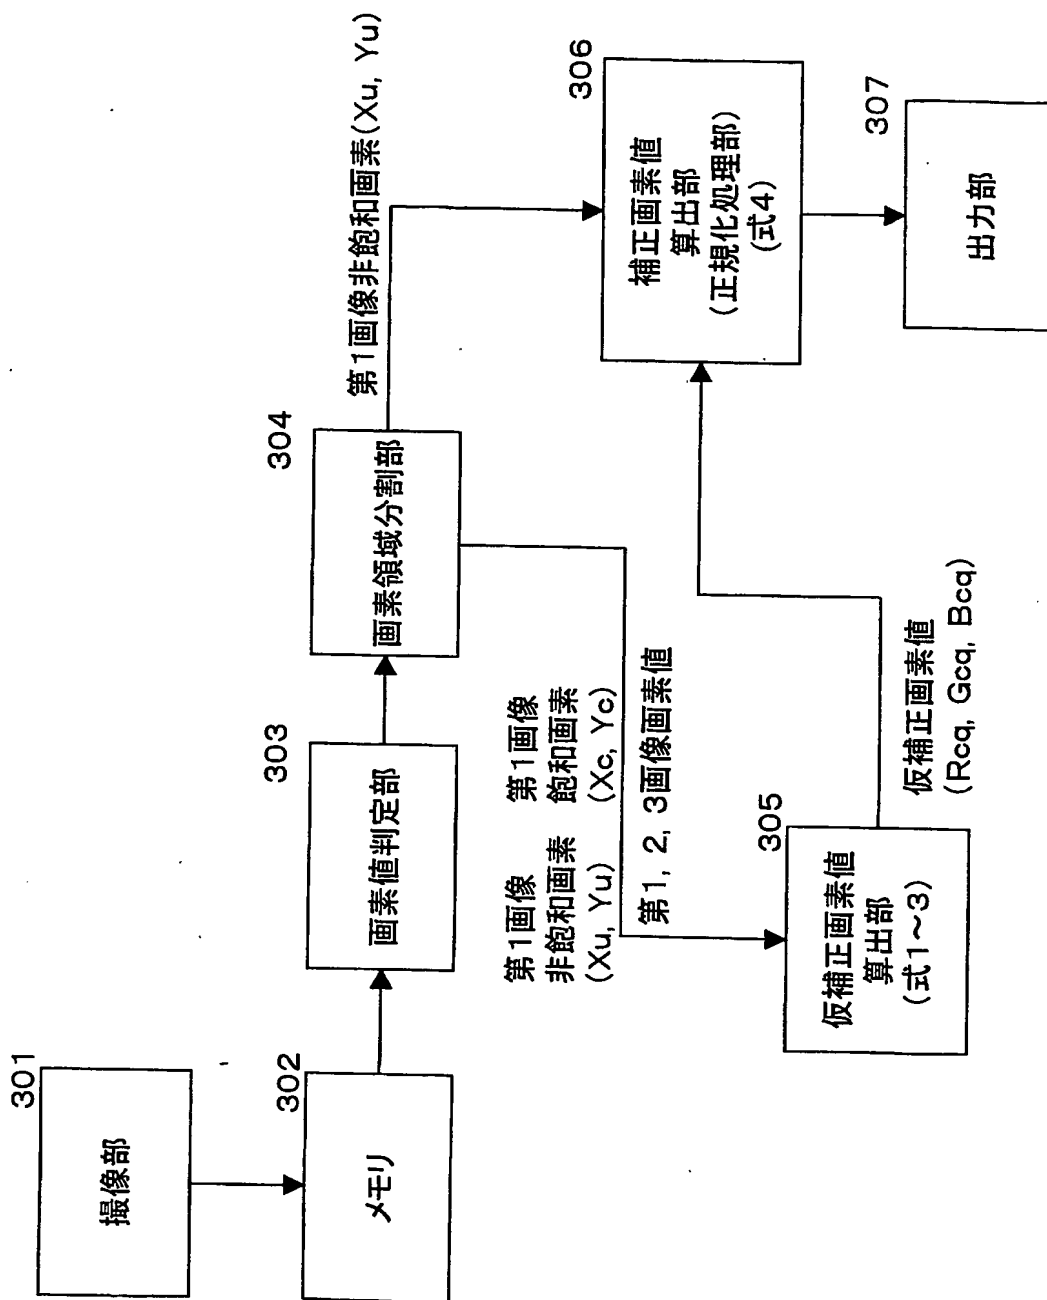 301
撮像部
302
メモリ
303
画素値判定部
304
画素領域分割部
第1画像非飽和画素(Xu, Yu)
第1画像
非飽和画素
(Xu, Yu)
第1画像
飽和画素
(Xc, Yc)
第1, 2, 3画像画素値
305
仮補正画素値
算出部
(式1〜3)
仮補正画素値
(Rcq, Gcq, Bcq)
306
補正画素値
算出部
(正規化処理部)
(式4)
307
出力部